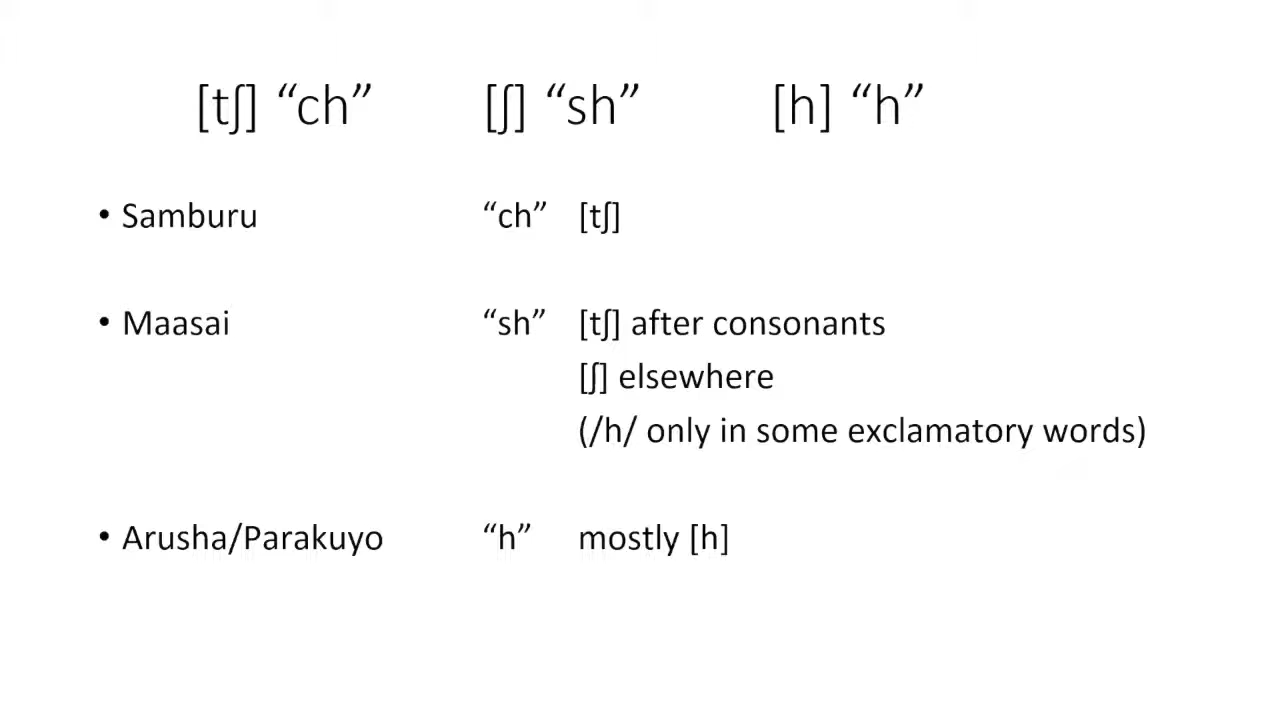 [tʃ] “ch” [ʃ] “sh” [h] “h”
• Samburu “ch” [tʃ]
• Maasai “sh” [tʃ] after consonants
[ʃ] elsewhere
(/h/ only in some exclamatory words)
• Arusha/Parakuyo “h” mostly [h]